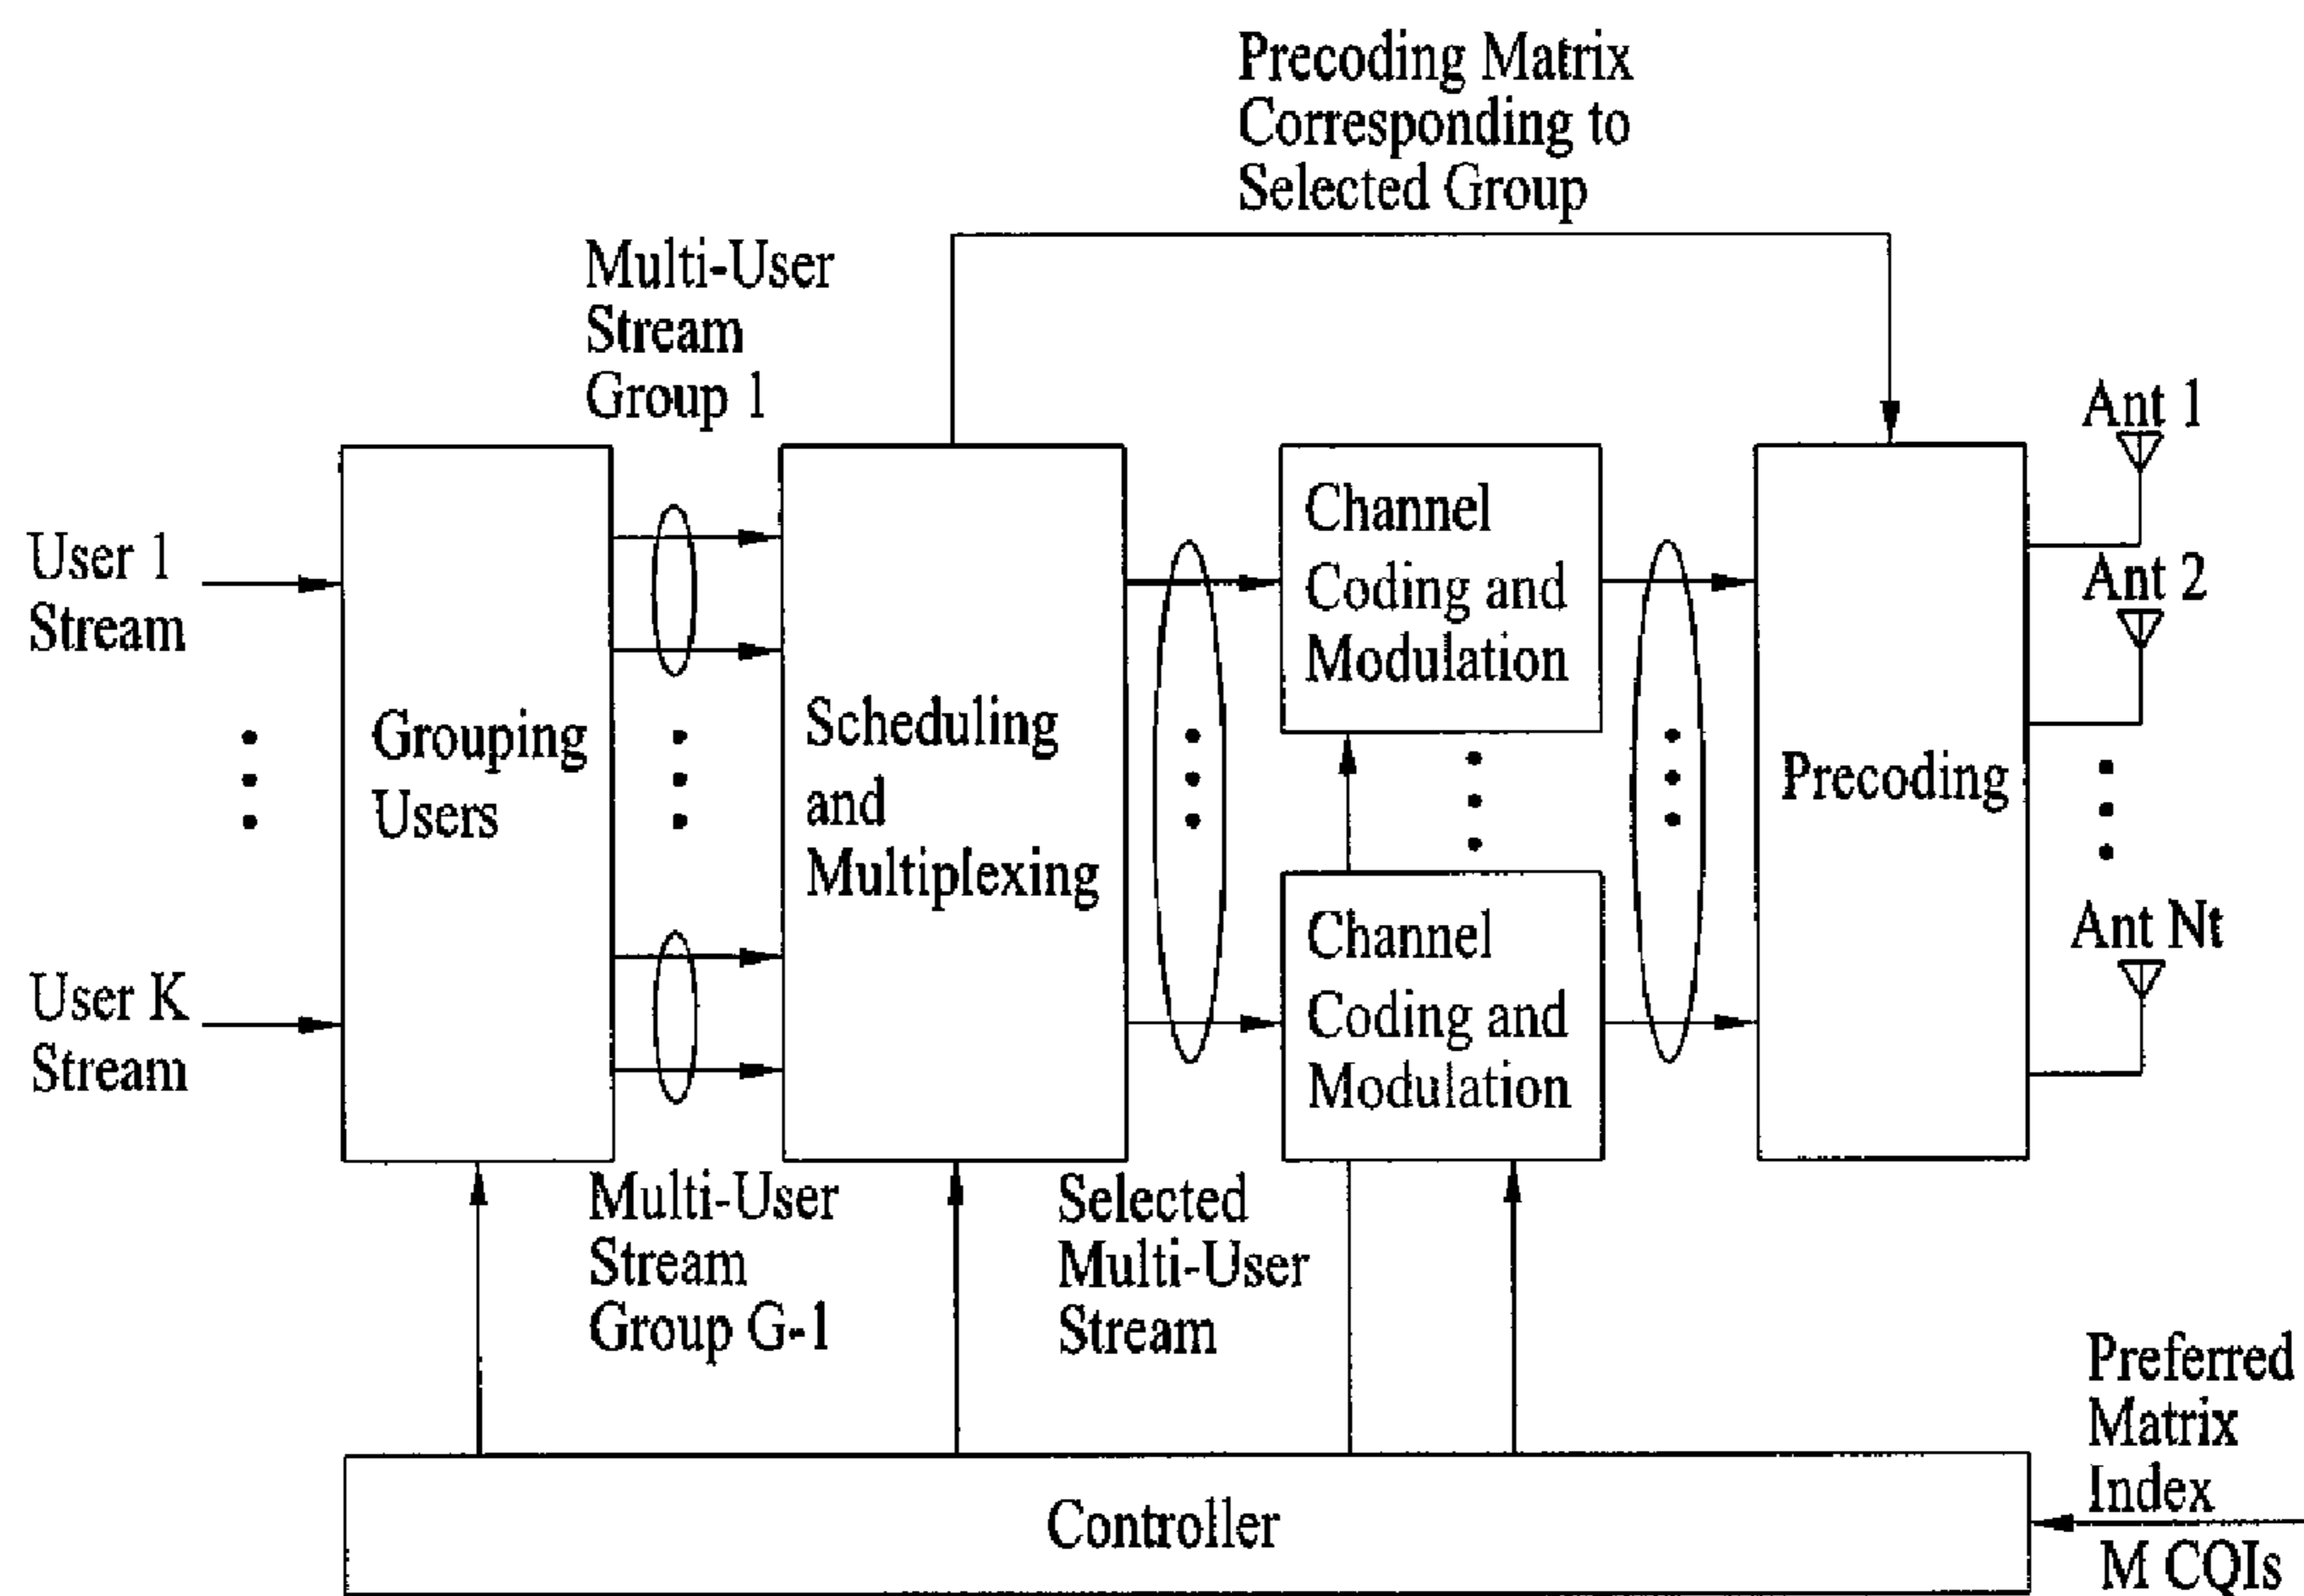 Precoding Matrix
Corresponding to
Selected Group
Multi-User
Stream
Group 1
Ant 1
Ant 2
Ant Nt
User 1
Stream
User K
Stream
Grouping
Users
Scheduling
and
Multiplexing
Channel
Coding and
Modulation
Channel
Coding and
Modulation
Precoding
Multi-User
Stream
Group G-1
Selected
Multi-User
Stream
Preferred
Matrix
Index
M CQIs
Controller